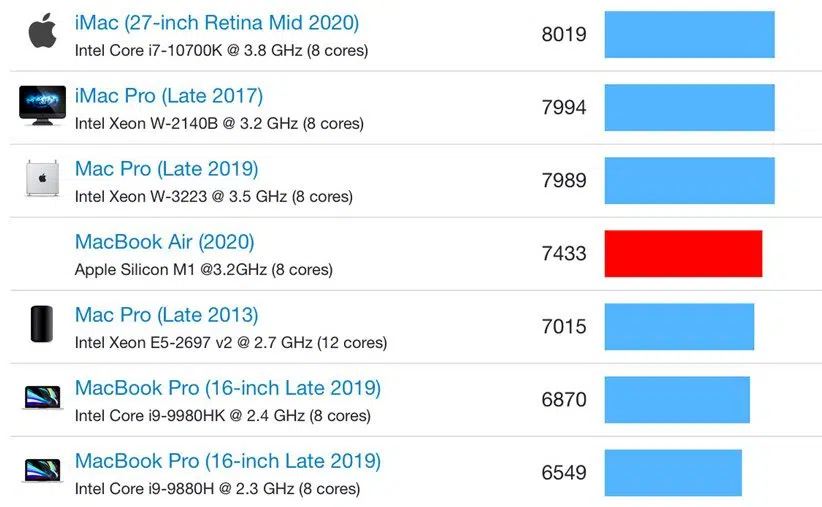 iMac (27-inch Retina Mid 2020)
Intel Core i7-10700K @ 3.8 GHz (8 cores)
8019
iMac Pro (Late 2017)
Intel Xeon W-2140B @ 3.2 GHz (8 cores)
7994
Mac Pro (Late 2019)
Intel Xeon W-3223 @ 3.5 GHz (8 cores)
7989
MacBook Air (2020)
Apple Silicon M1 @3.2GHz (8 cores)
7433
Mac Pro (Late 2013)
Intel Xeon E5-2697 v2 @ 2.7 GHz (12 cores)
7015
MacBook Pro (16-inch Late 2019)
Intel Core i9-9980HK @ 2.4 GHz (8 cores)
6870
MacBook Pro (16-inch Late 2019)
Intel Core i9-9880H @ 2.3 GHz (8 cores)
6549